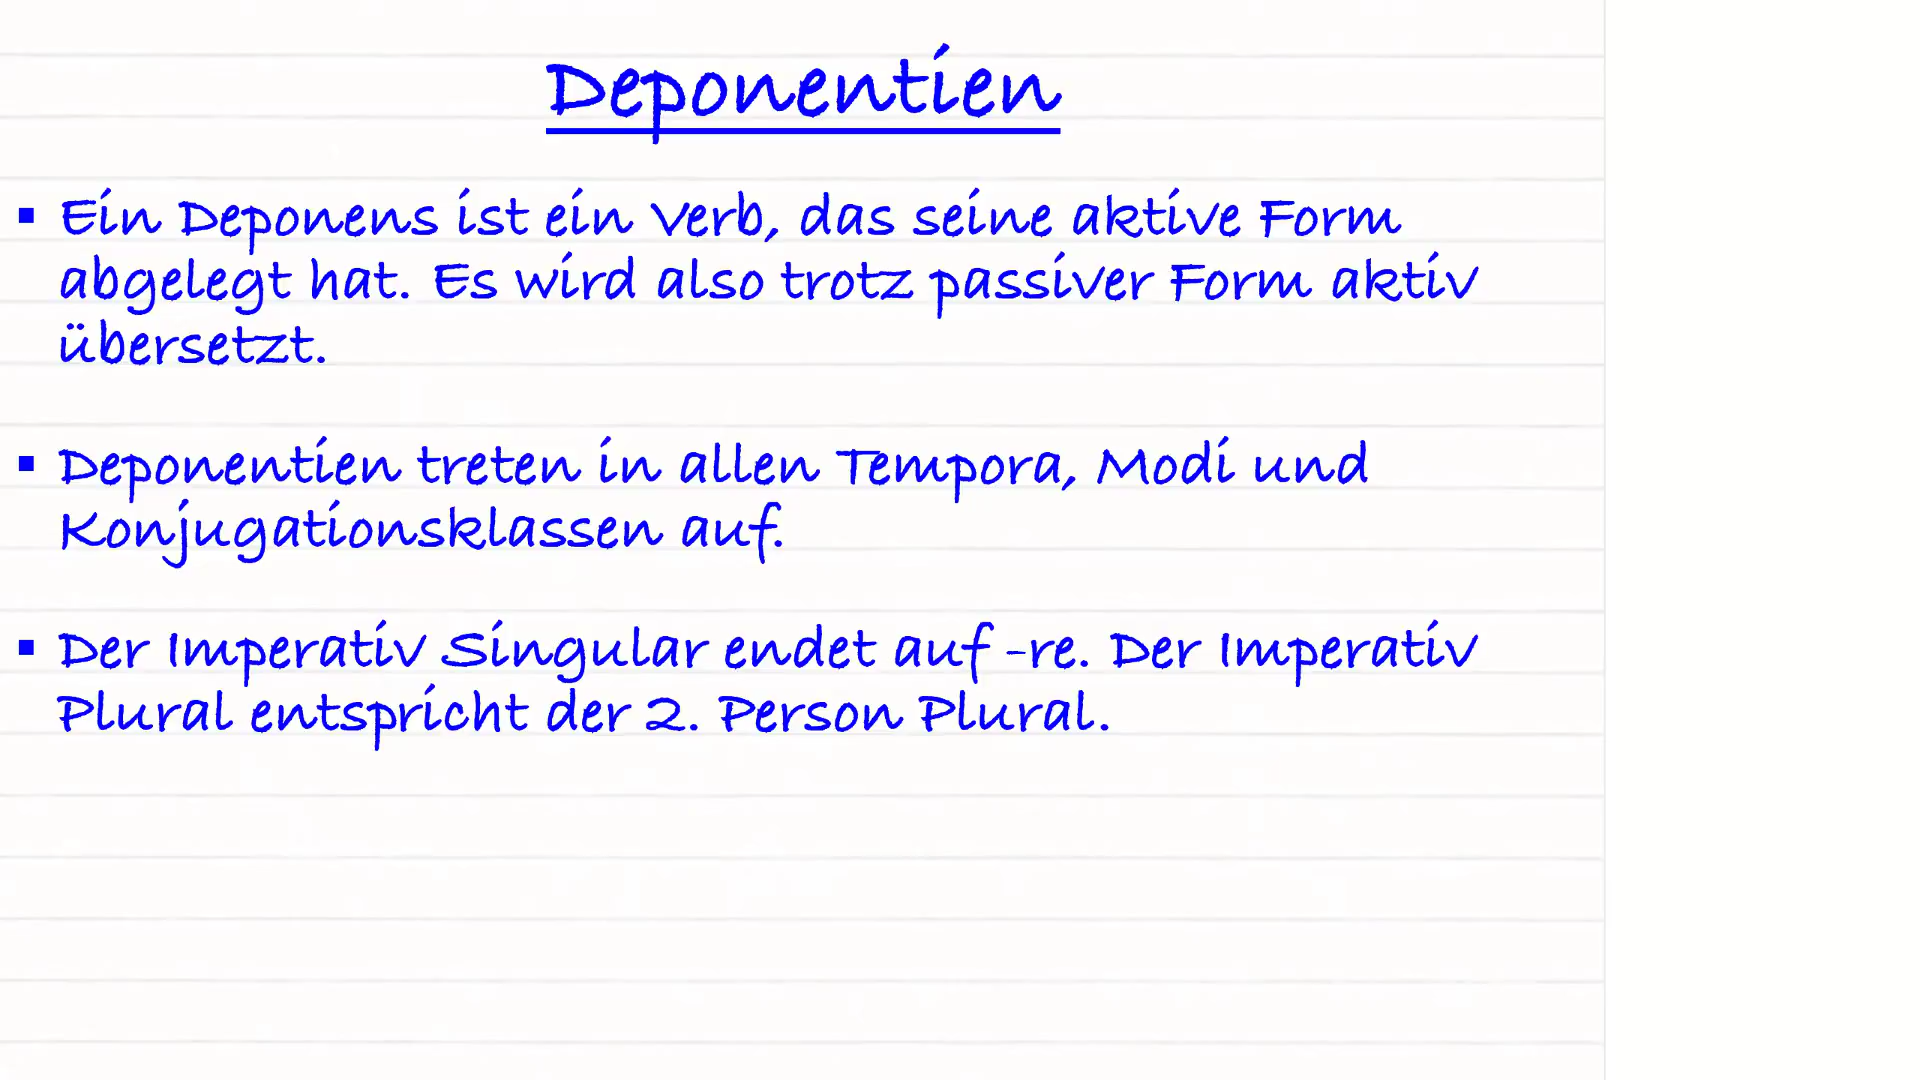 Deponentien
▪ Ein Deponens ist ein Verb, das seine aktive Form
abgelegt hat. Es wird also trotz passiver Form aktiv
übersetzt.
▪ Deponentien treten in allen Tempora, Modi und
Konjugationsklassen auf.
▪ Der Imperativ Singular endet auf -re. Der Imperativ
Plural entspricht der 2. Person Plural.